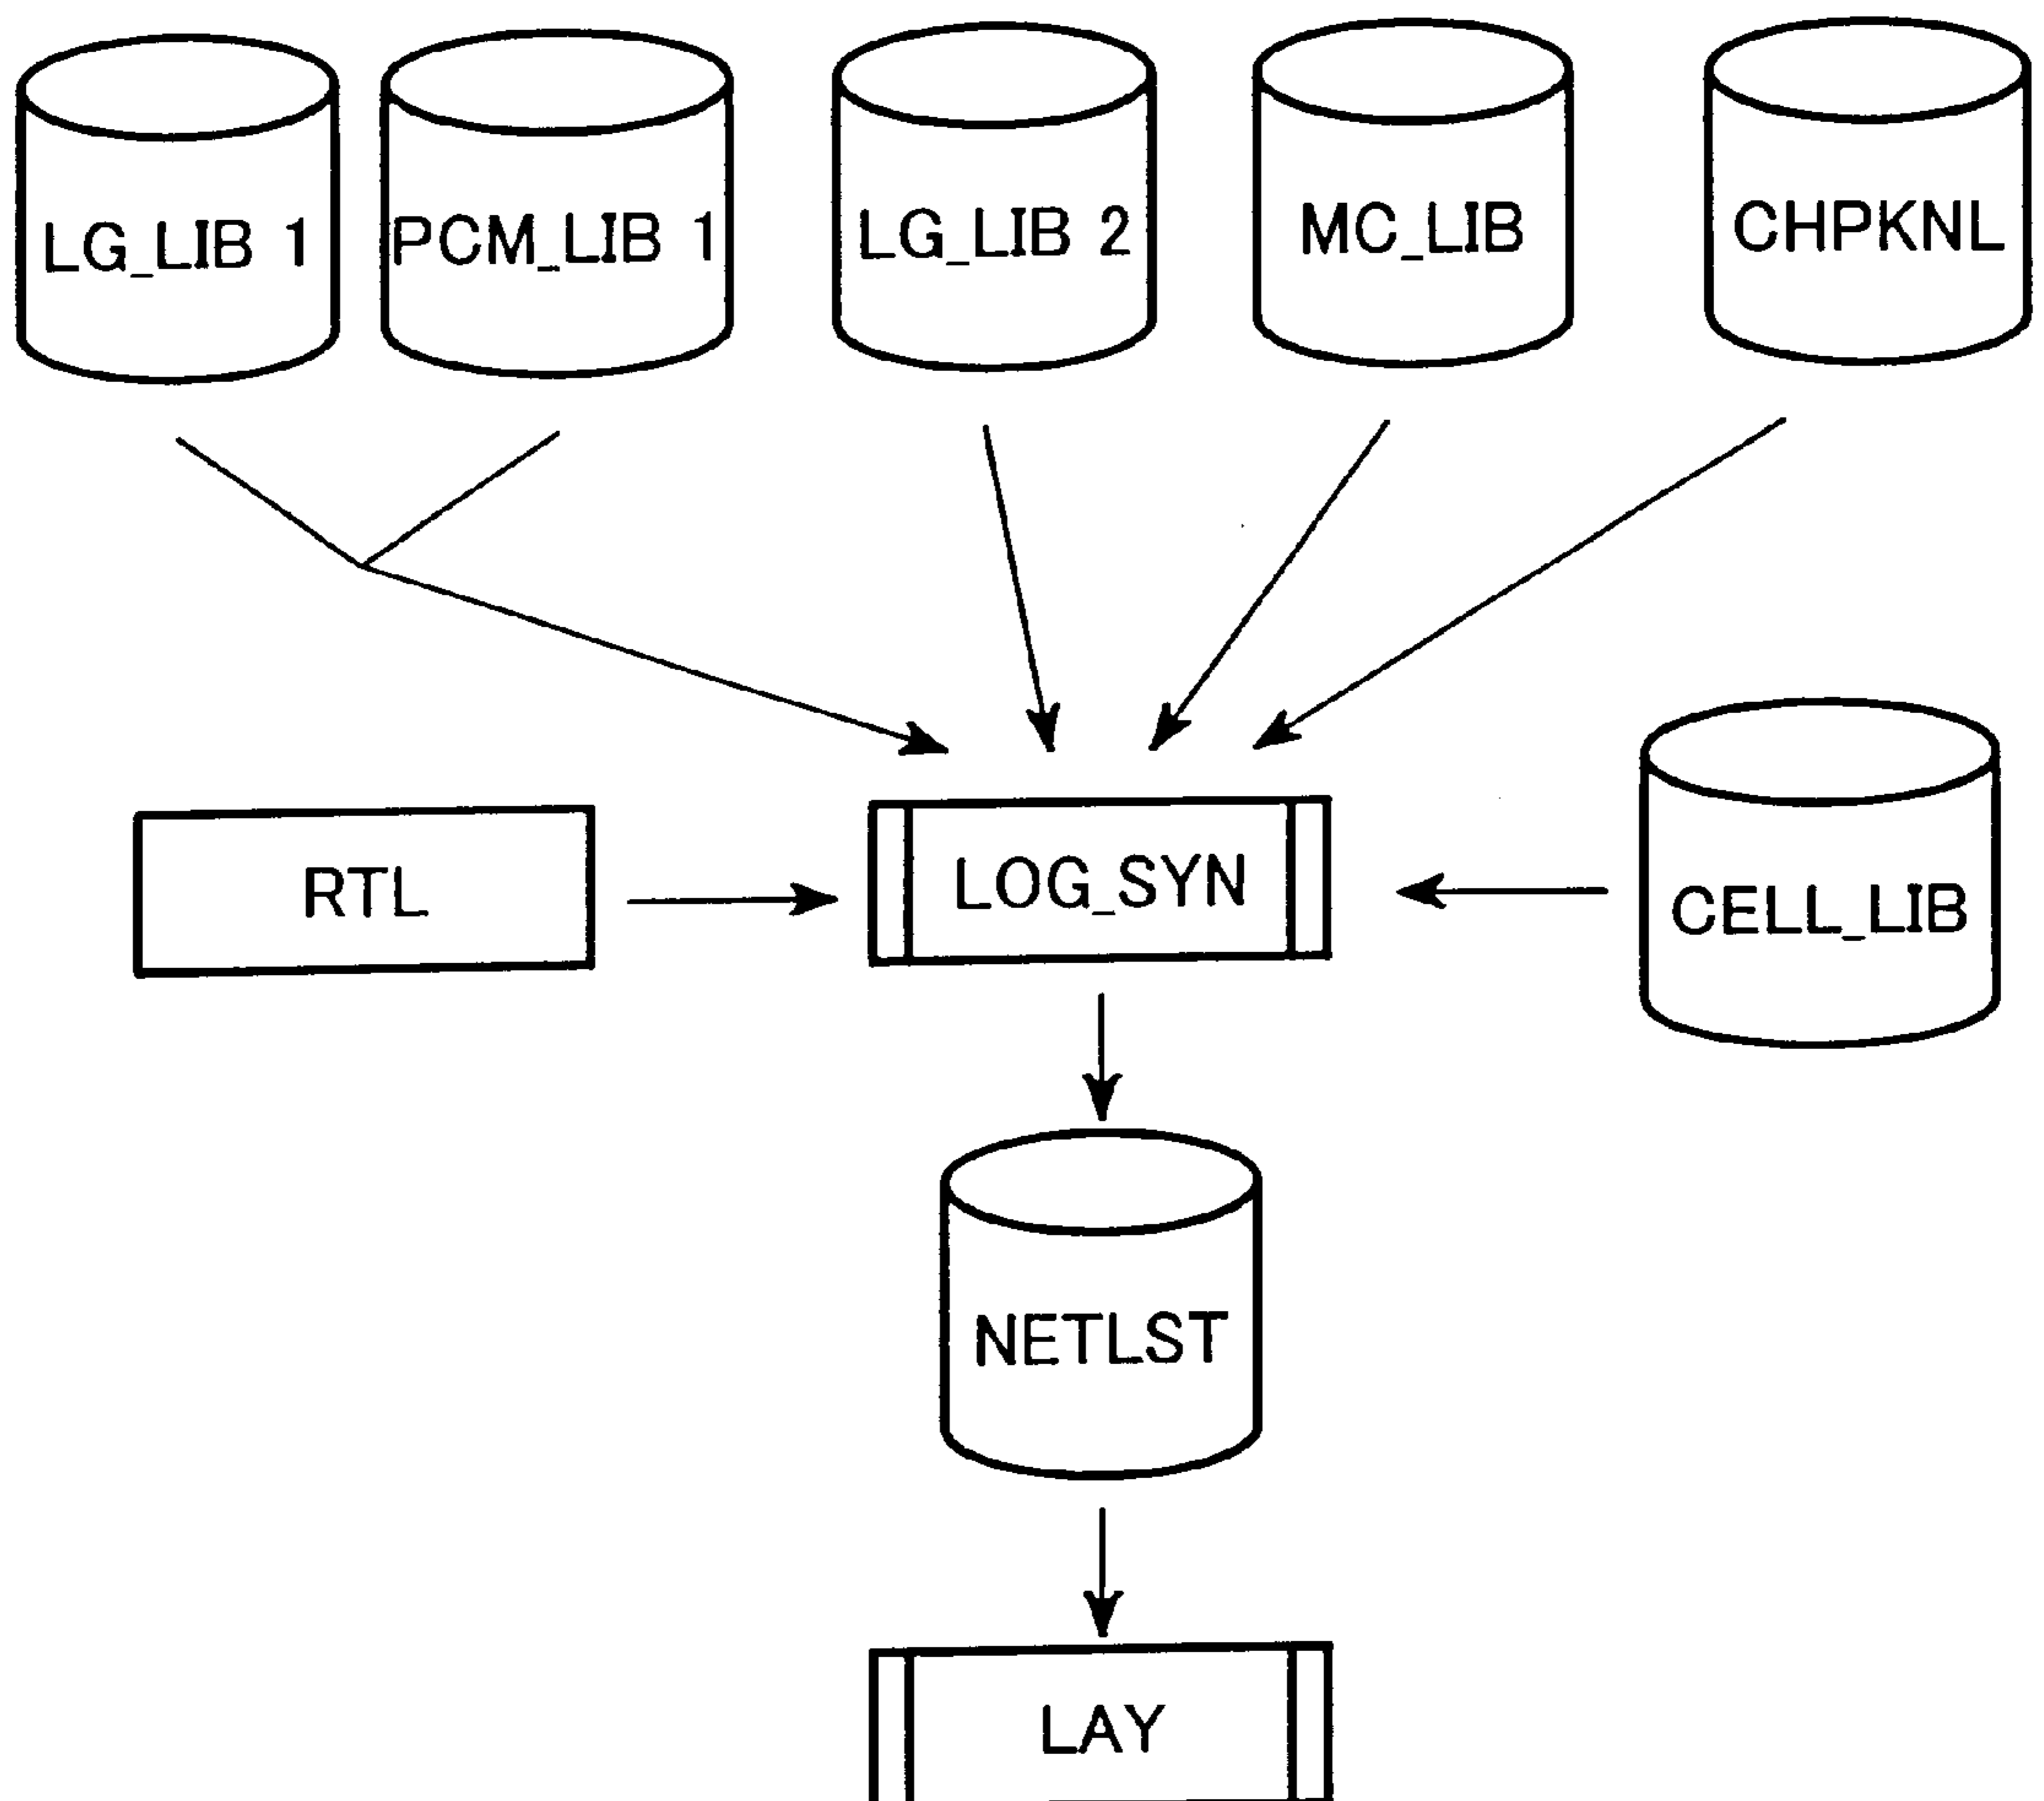 LG_LIB 1
PCM_LIB 1
LG_LIB 2
MC_LIB
CHPKNL
RTL
LOG_SYN
CELL_LIB
NETLST
LAY